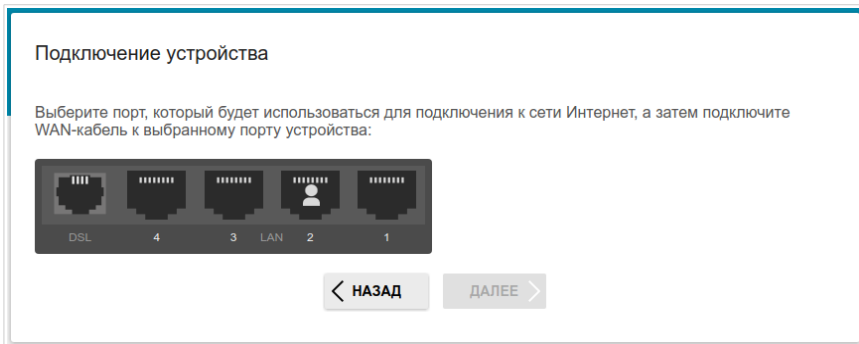 Подключение устройства
Выберите порт, который будет использоваться для подключения к сети Интернет, а затем подключите
WAN-кабель к выбранному порту устройства:
DSL 4 3 LAN 2 1
НАЗАД ДАЛЕЕ